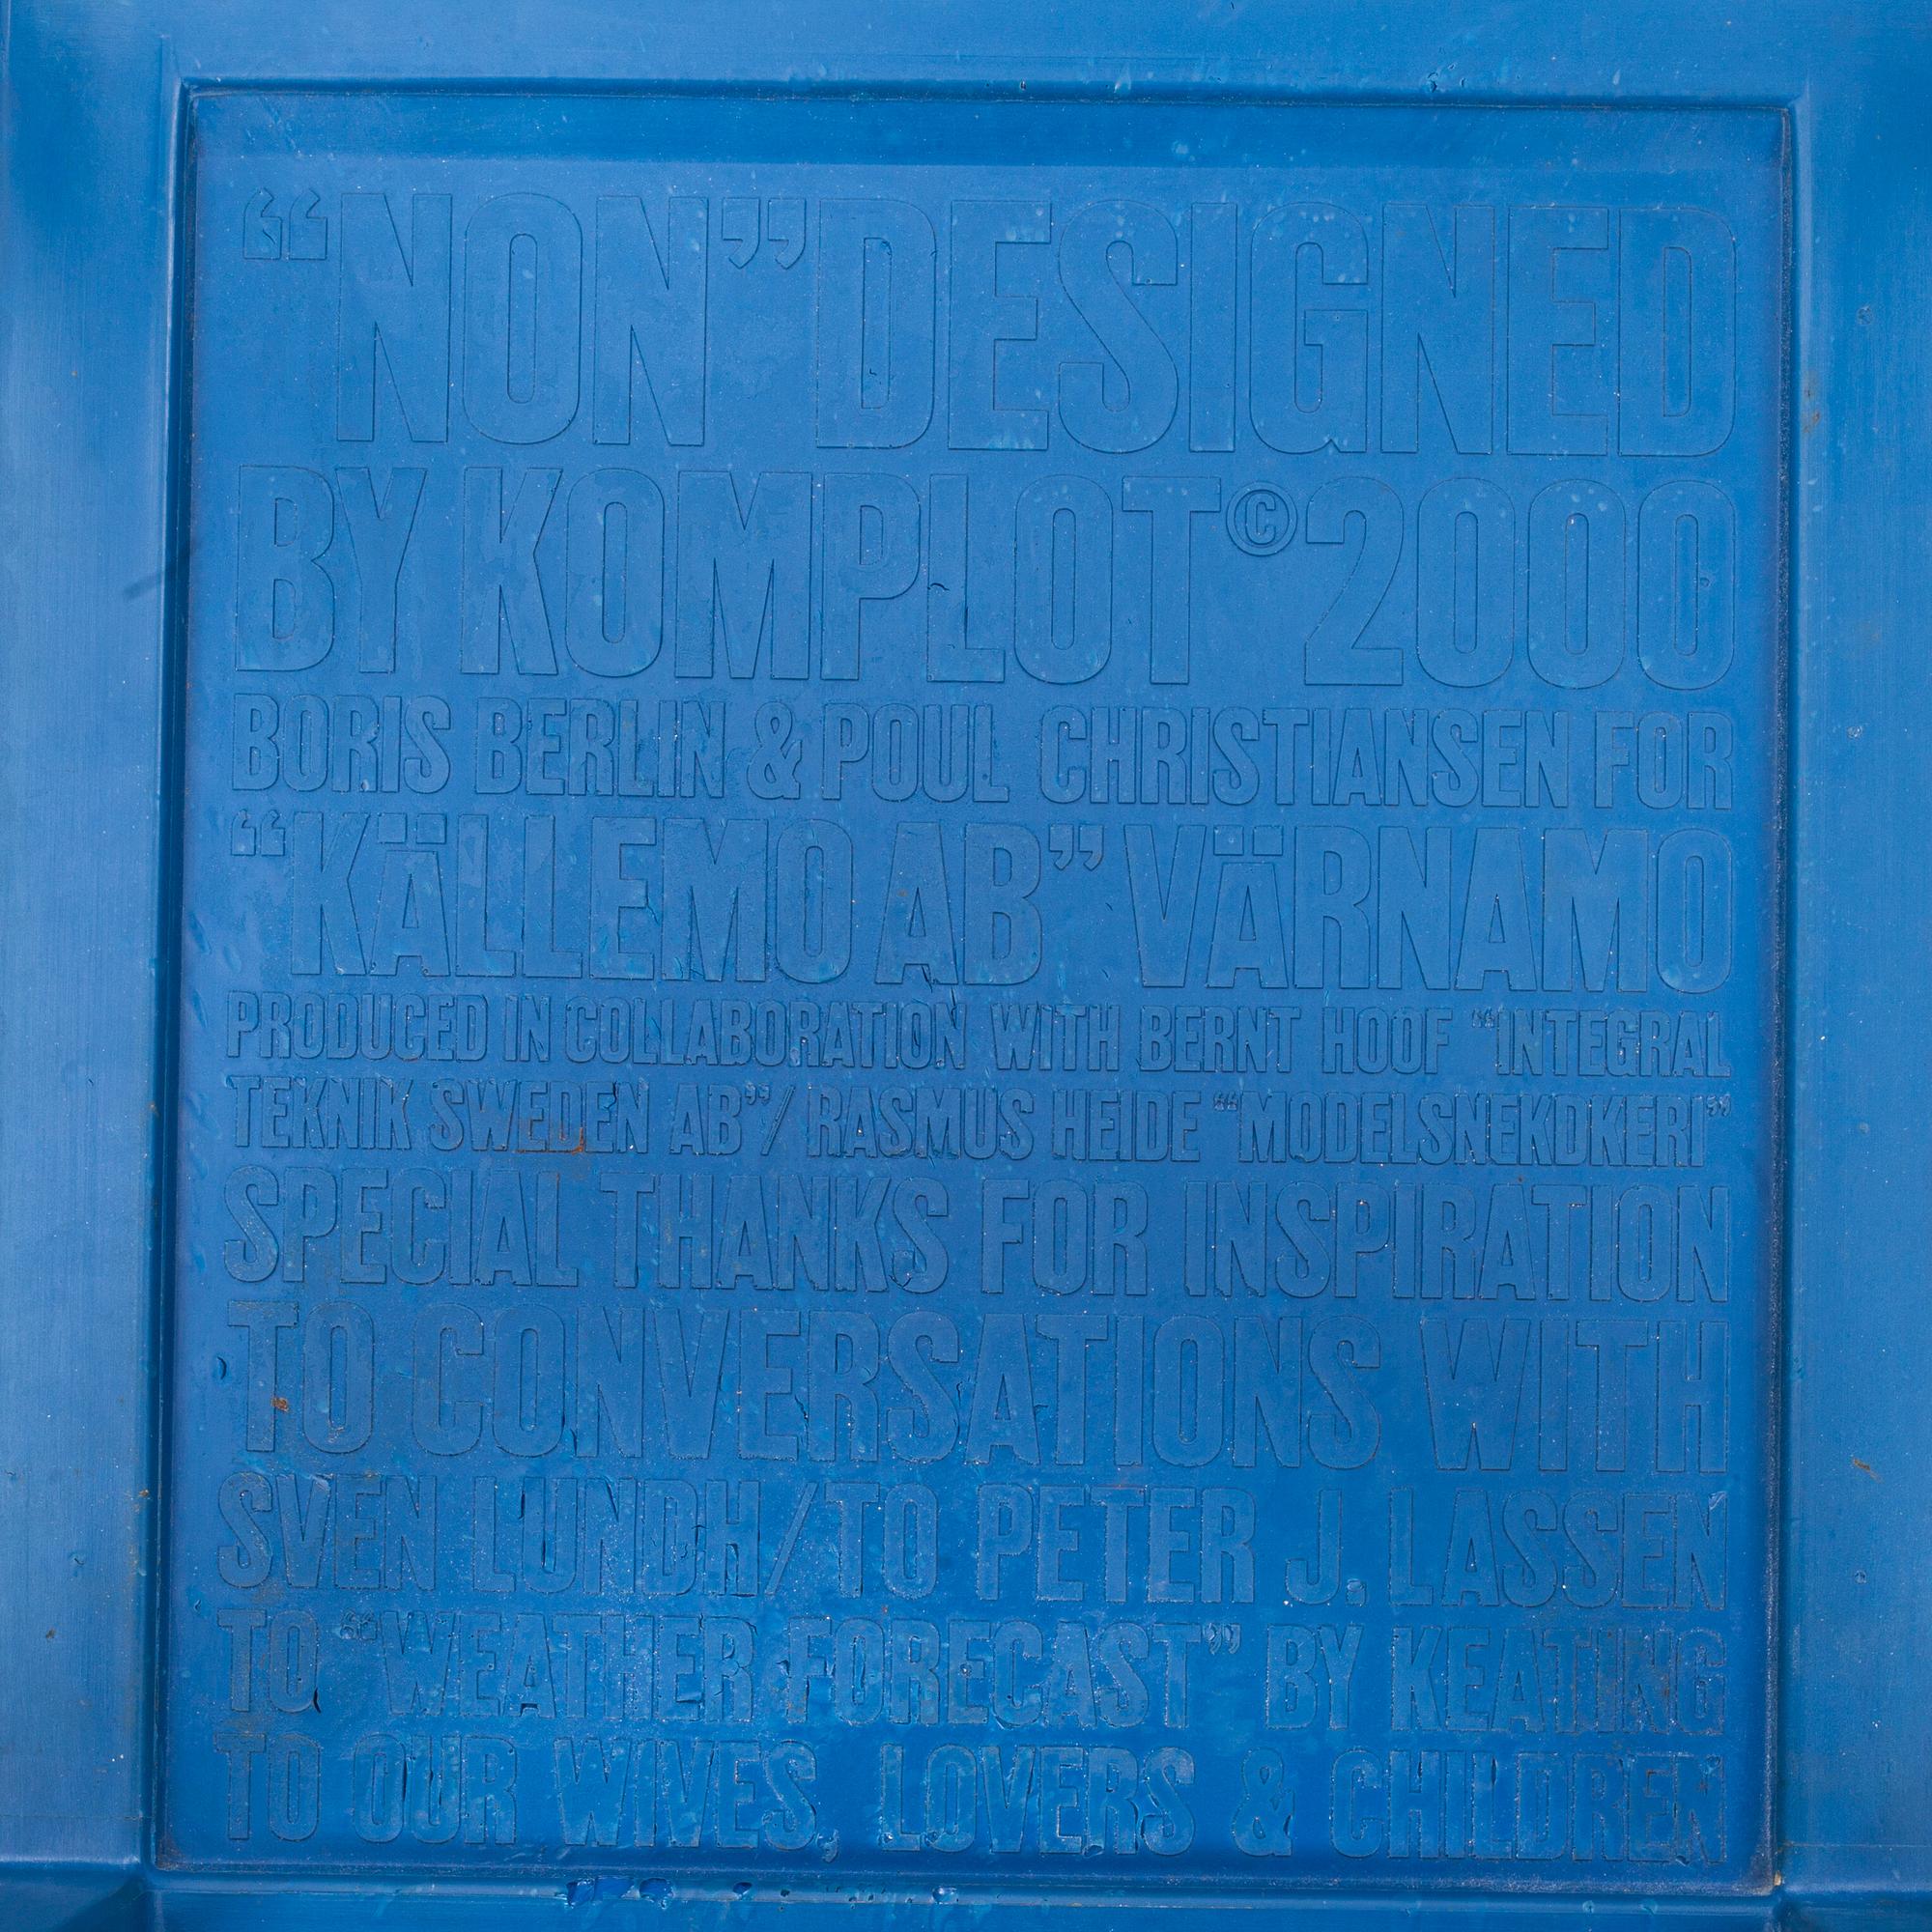 “NON” DESIGNED
BY KOMPLOT © 2000
BORIS BERLIN & POUL CHRISTIANSEN FOR
“KÄLLEMO AB” VÄRNAMO
PRODUCED IN COLLABORATION WITH BERNT HOOF “INTEGRAL
TEKNIK SWEDEN AB”/ RASMUS HEIDE “MODELSNEKDKERI”
SPECIAL THANKS FOR INSPIRATION
TO CONVERSATIONS WITH
SVEN LUNDH/TO PETER J. LASSEN
TO “WEATHER FORECAST” BY KEATING
TO OUR WIVES, LOVERS & CHILDREN